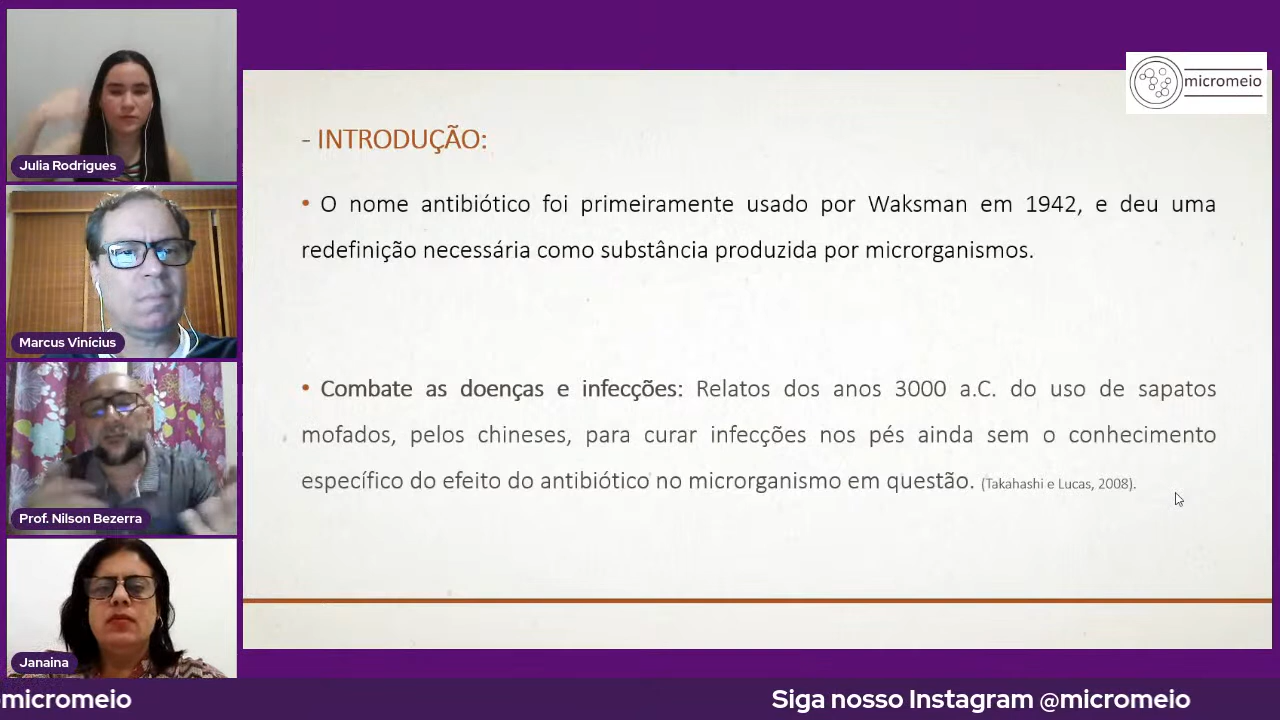 Julia Rodrigues
Marcus Vinícius
Prof. Nilson Bezerra
Janaina
micromeio
- INTRODUÇÃO:
• O nome antibiótico foi primeiramente usado por Waksman em 1942, e deu uma
redefinição necessária como substância produzida por microrganismos.
• Combate as doenças e infecções: Relatos dos anos 3000 a.C. do uso de sapatos
mofados, pelos chineses, para curar infecções nos pés ainda sem o conhecimento
específico do efeito do antibiótico no microrganismo em questão. (Takahashi e Lucas, 2008).
micromeio
Siga nosso Instagram @micromeio